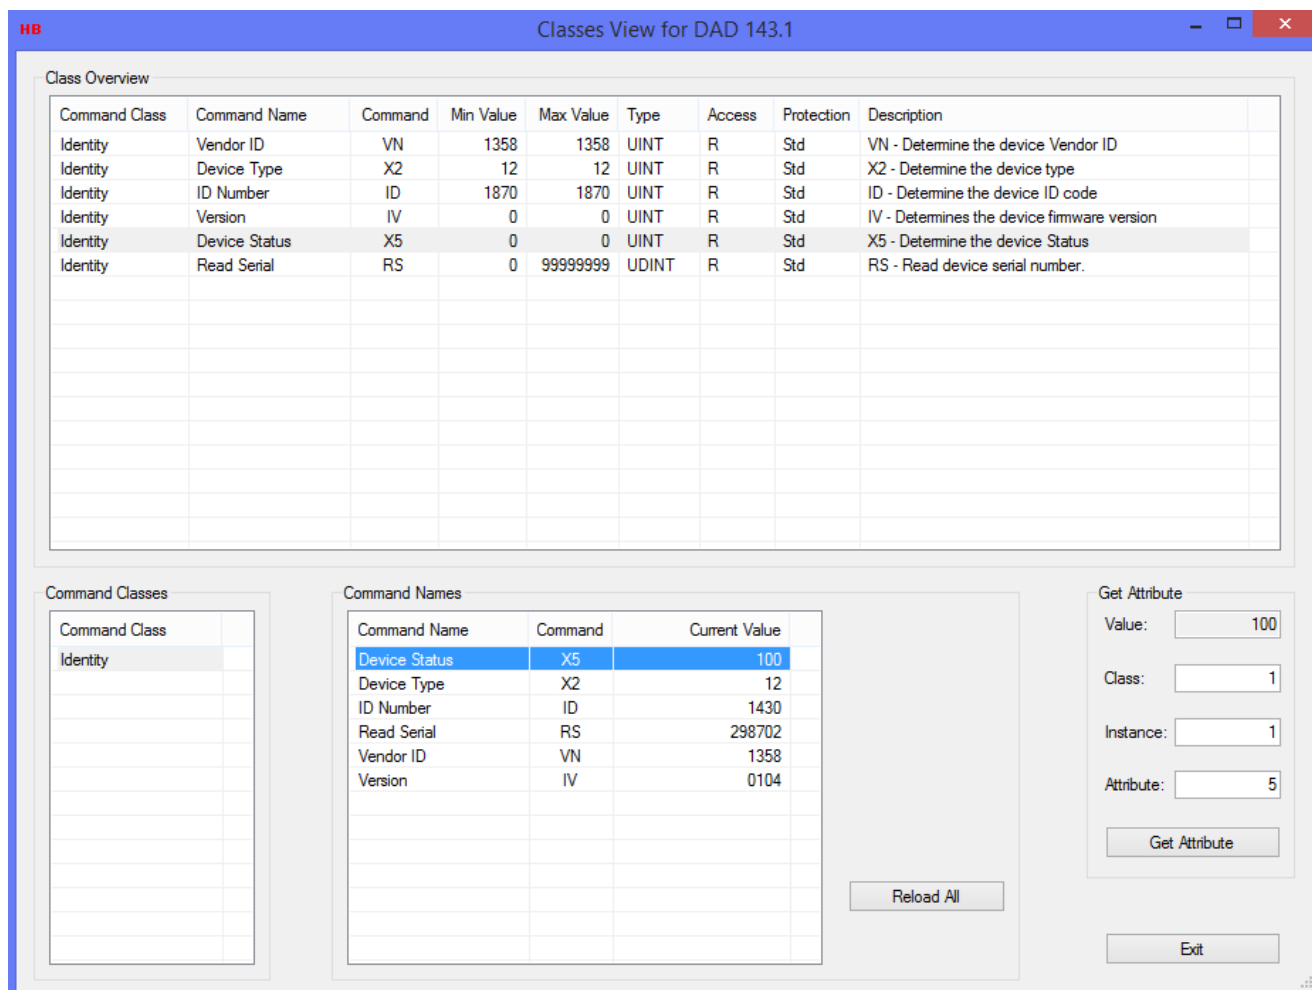 HB Classes View for DAD 143.1
Class Overview
Command Class Command Name Command Min Value Max Value Type Access Protection Description
Identity Vendor ID VN 1358 1358 UINT R Std VN - Determine the device Vendor ID
Identity Device Type X2 12 12 UINT R Std X2 - Determine the device type
Identity ID Number ID 1870 1870 UINT R Std ID - Determine the device ID code
Identity Version IV 0 0 UINT R Std IV - Determines the device firmware version
Identity Device Status X5 0 0 UINT R Std X5 - Determine the device Status
Identity Read Serial RS 0 99999999 UDINT R Std RS - Read device serial number.
Command Classes
Command Class
Identity
Command Names
Command Name Command Current Value
Device Status X5 100
Device Type X2 12
ID Number ID 1430
Read Serial RS 298702
Vendor ID VN 1358
Version IV 0104
Reload All
Get Attribute
Value: 100
Class: 1
Instance: 1
Attribute: 5
Get Attribute
Exit